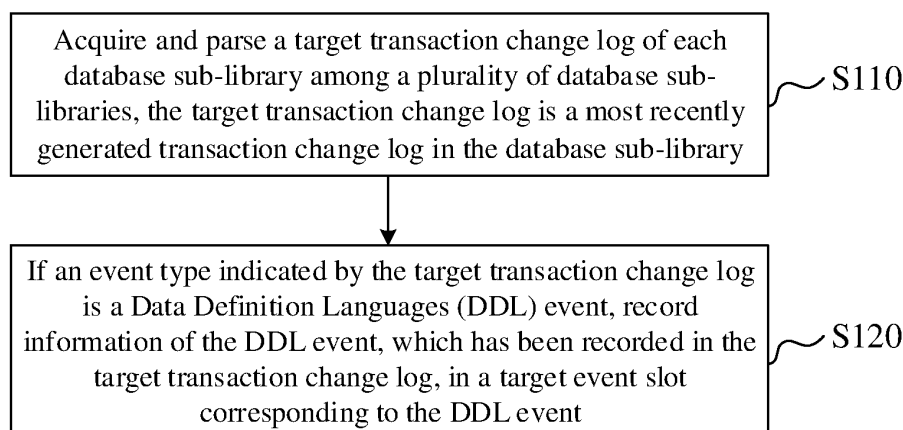 Acquire and parse a target transaction change log of each
database sub-library among a plurality of database sub-
libraries, the target transaction change log is a most recently
generated transaction change log in the database sub-library
S110
If an event type indicated by the target transaction change log
is a Data Definition Languages (DDL) event, record
information of the DDL event, which has been recorded in the
target transaction change log, in a target event slot
corresponding to the DDL event
S120